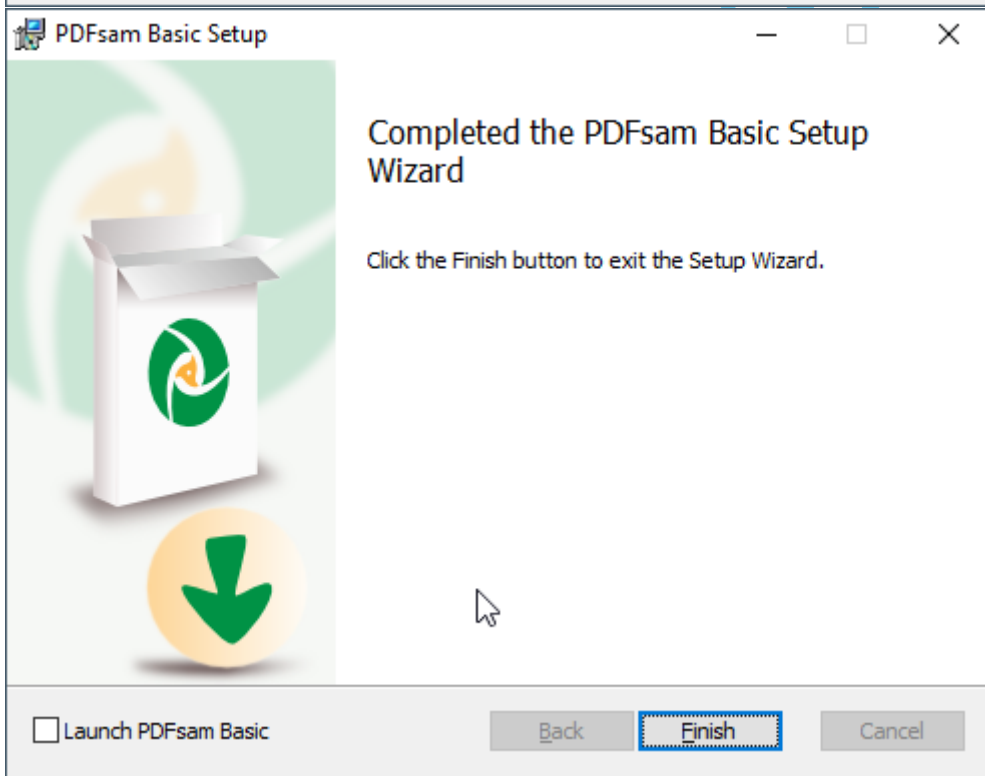 PDFsam Basic Setup
Completed the PDFsam Basic Setup
Wizard
Click the Finish button to exit the Setup Wizard.
Launch PDFsam Basic
Back
Finish
Cancel